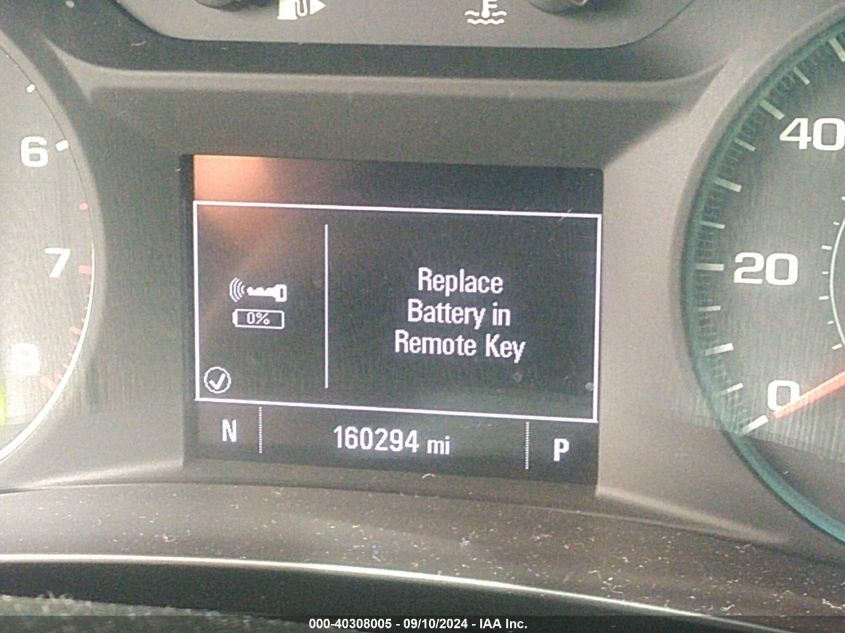 6
7
8
40
20
0
Replace
Battery in
Remote Key
0%
N
160294 mi
P
000-40308005 - 09/10/2024 - IAA Inc.